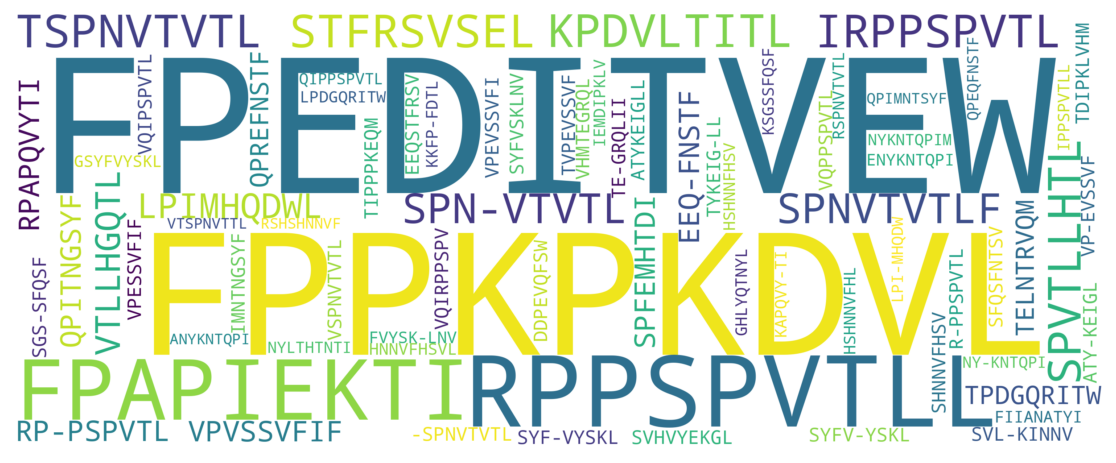 TSPNVTVTL
STFRSVSEL
KPDVLTITL
IRPPSPVTL
FPEDITVEW
RPAPQVYTI
GSYFVYSKL
VQIPSPVTL
QPREFNSTF
QIPPSPVTL
LPDGQRITW
TIPPPKEQM
EEQSTFRSV
KKFP-FDTL
VPEVSSVFI
SYFVSKLNV
TVPEVSSVF
VHMTEGRQL
IEMDIPKLV
TE-GRQLII
ATYKEIGLL
EEQ-FNSTF
TYKEIG-LL
HSHNNFHSV
KSGSSFQSF
VQPPSPVTL
RSPNVTVTL
QPIMNTSYF
NYKNTQPIM
ENYKNTQPI
QPEQFNSTF
IPPSPVTLL
TDIPKLVHM
LPIMHQDWL
VTSPNVTTL
RSHSHNNVF
SPN-VTVTL
SPNVTVTLF
QPITNGSYF
VTLLHGQTL
VPESSVFIF
SGS-SFQSF
FPPKPKDVL
ANYKNTQPI
IMNTNGSYF
NYLTHTNTI
VSPNVTVTL
FVYSK-LNV
HNNVFHSVL
VQIRPPSPV
DDPEVQFSW
SPFEMHTDI
GHLYQTNYL
KAPQVY-TI
HSHNNVFHL
LPI-MHQDW
SHNNVFHSV
R-PPSPVTL
SFQSFNTSV
TELNTRVQM
SPVTLLHTL
VP-EVSSVF
ATY-KEIGL
NY-KNTQPI
FPAPIEKTI
RPPSPVTLL
TPDGQRITW
FIIANATYI
RP-PSPVTL
VPVSSVFIF
-SPNVTVTL
SYF-VYSKL
SVHVYEKGL
SYFV-YSKL
SVL-KINNV